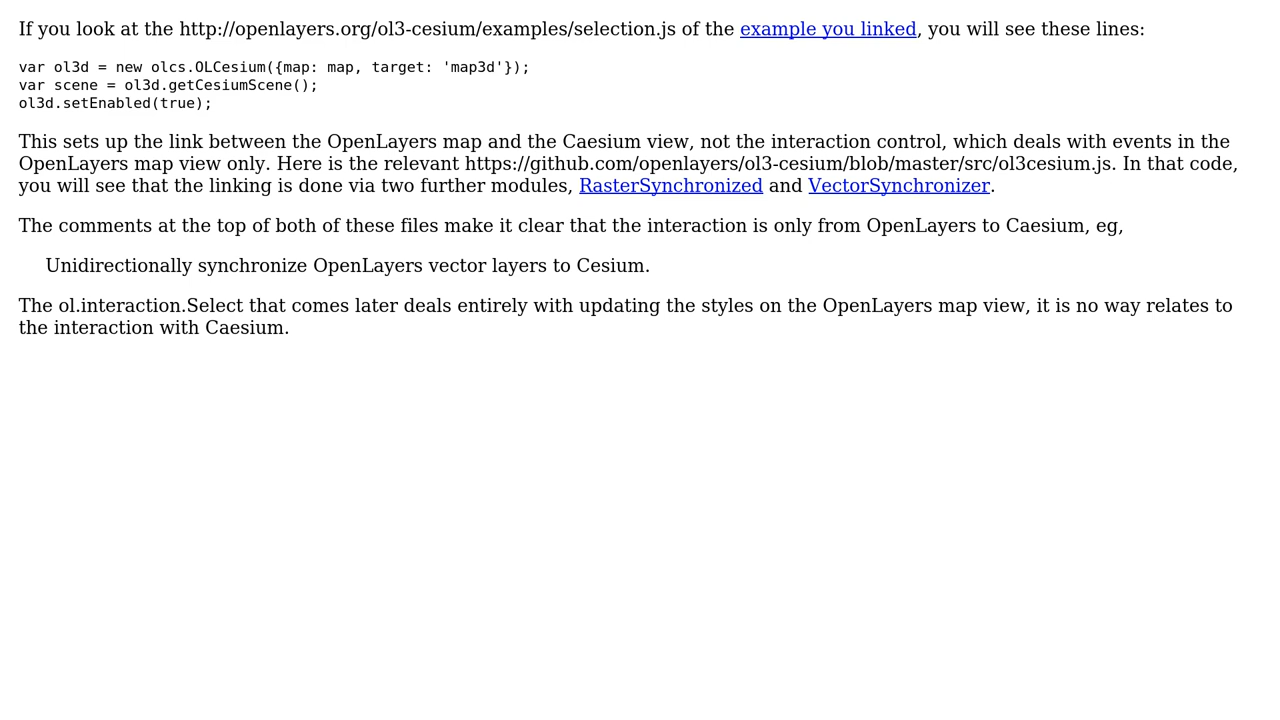 If you look at the http://openlayers.org/ol3-cesium/examples/selection.js of the example you linked, you will see these lines:
var ol3d = new olcs.OLCesium({map: map, target: 'map3d'});
var scene = ol3d.getCesiumScene();
ol3d.setEnabled(true);
This sets up the link between the OpenLayers map and the Caesium view, not the interaction control, which deals with events in the
OpenLayers map view only. Here is the relevant https://github.com/openlayers/ol3-cesium/blob/master/src/ol3cesium.js. In that code,
you will see that the linking is done via two further modules, RasterSynchronized and VectorSynchronizer.
The comments at the top of both of these files make it clear that the interaction is only from OpenLayers to Caesium, eg,
Unidirectionally synchronize OpenLayers vector layers to Cesium.
The ol.interaction.Select that comes later deals entirely with updating the styles on the OpenLayers map view, it is no way relates to
the interaction with Caesium.